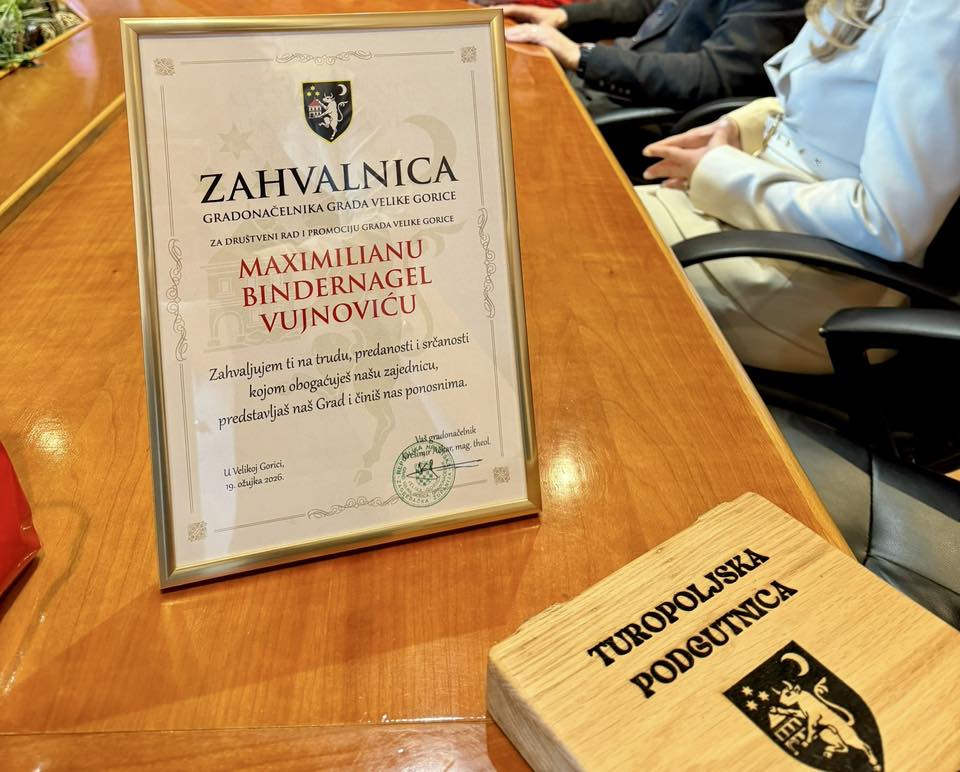 ZAHVALNICA
GRADONAČELNIKA GRADA VELIKE GORICE
ZA DRUŠTVENI RAD I PROMOCIJU GRADA VELIKE GORICE
MAXIMILIANU
BINDERNAGEL
VUJNOVIĆU
Zahvaljujem ti na trudu, predanosti i srčanosti
kojom obogaćuješ našu zajednicu,
predstavljaš naš Grad i činiš nas ponosnima.
Vaš gradonačelnik
mag. theol.
U Velikoj Gorici,
19. ožujka 2026.
TUROPOLJSKA
PODGUTNICA